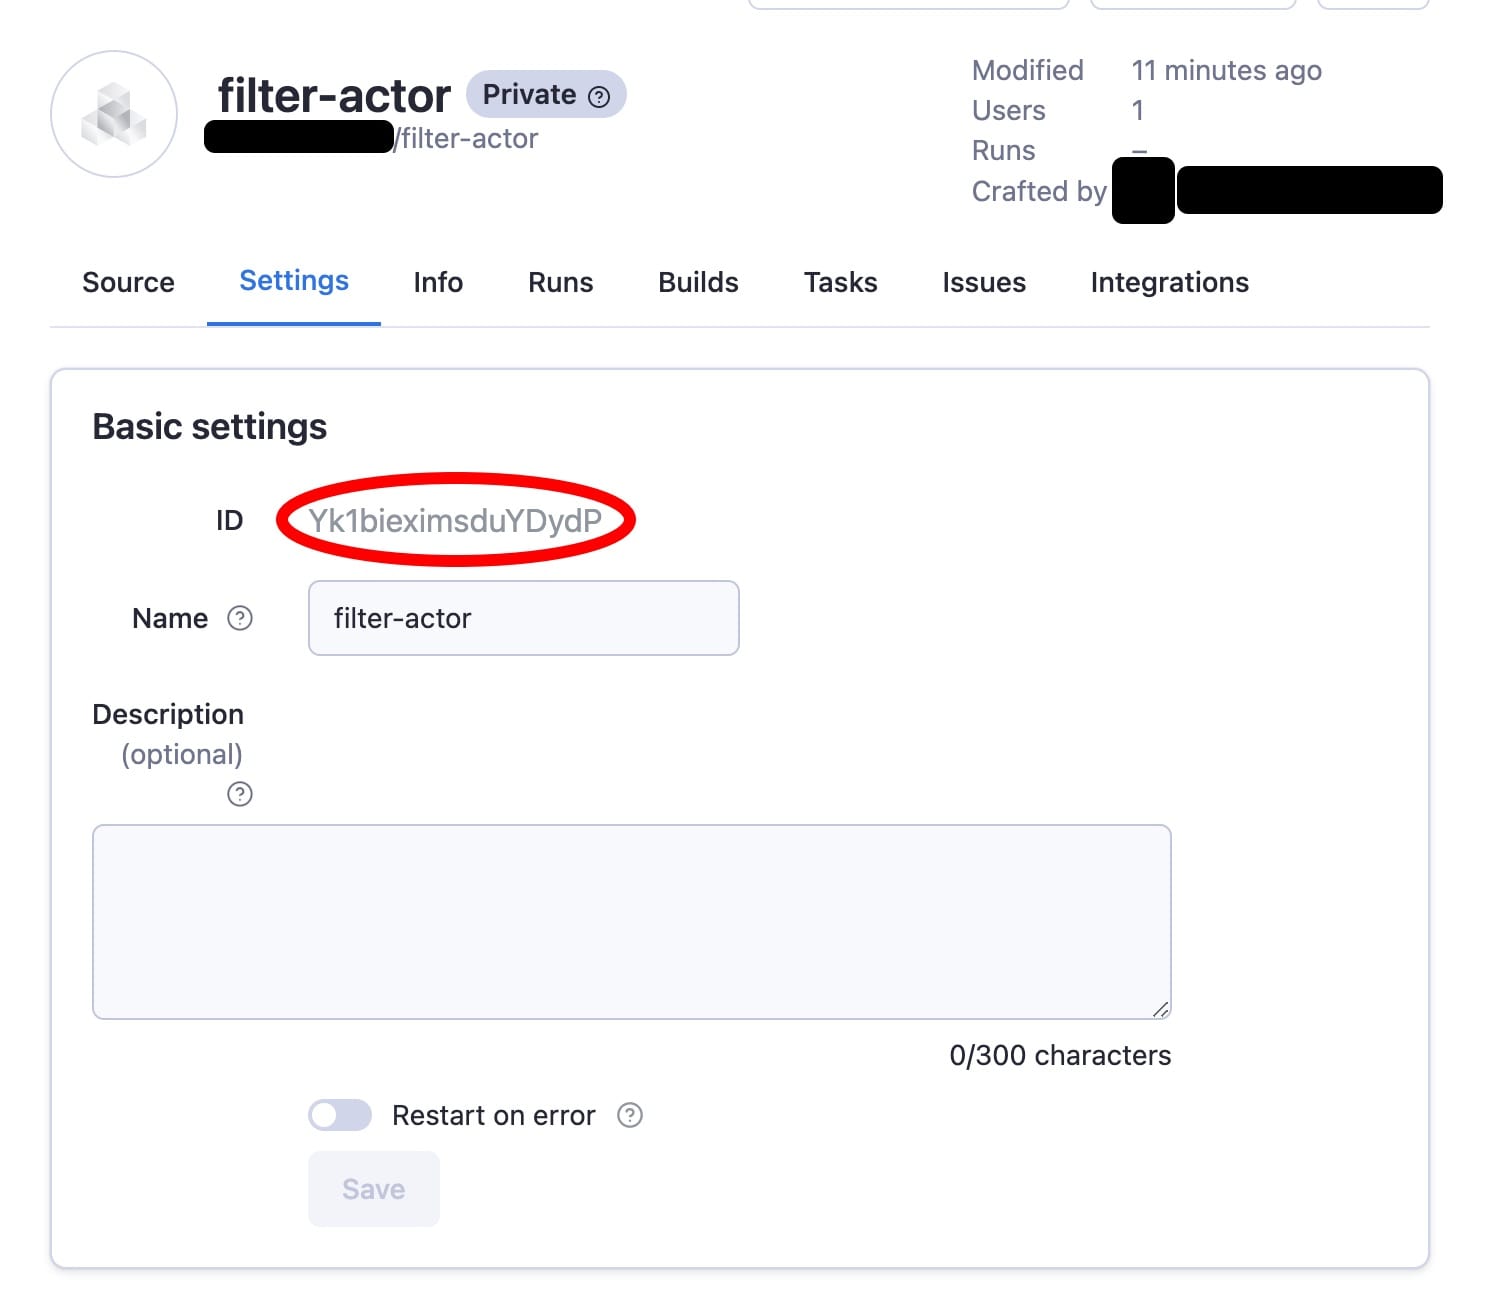 filter-actor Private
/filter-actor
Modified 11 minutes ago
Users 1
Runs –
Crafted by
Source Settings Info Runs Builds Tasks Issues Integrations
Basic settings
ID Yk1bieximsduYDydP
Name filter-actor
Description
(optional)
0/300 characters
Restart on error
Save